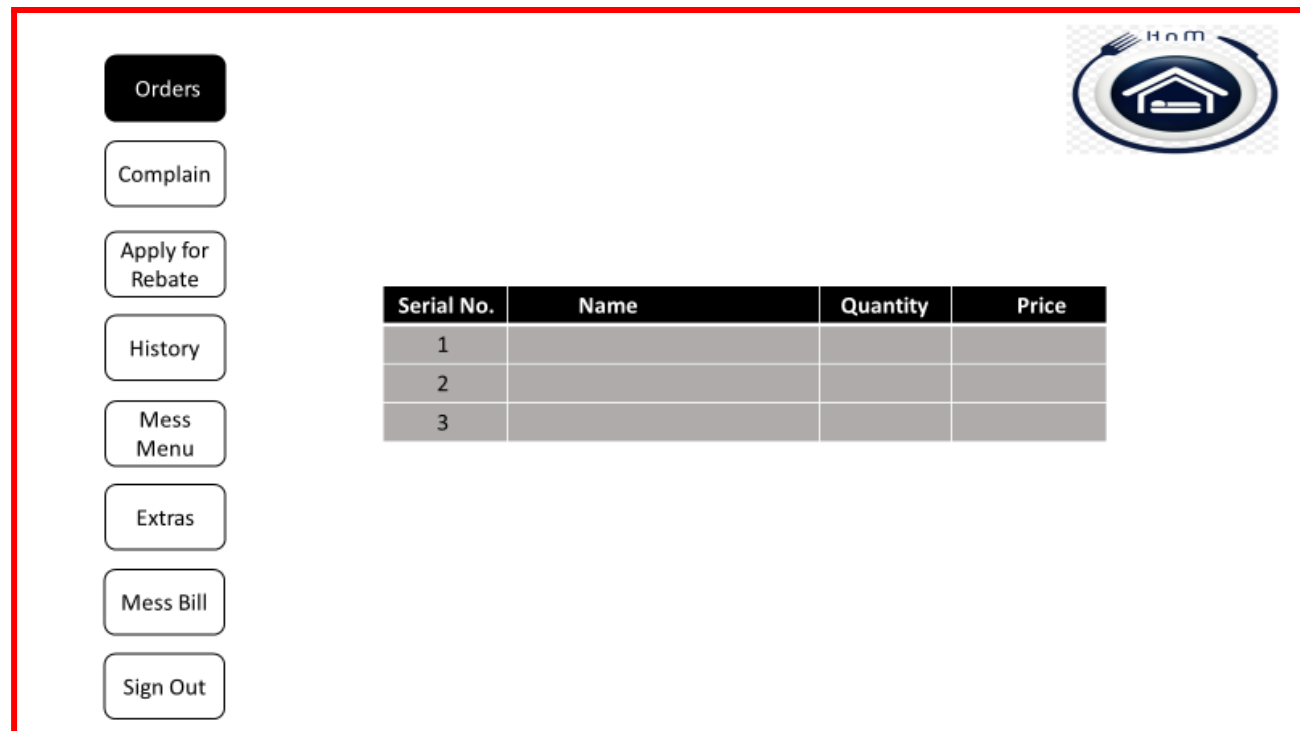 HnM
Orders
Complain
Apply for
Rebate
History
Mess
Menu
Extras
Mess Bill
Sign Out
Serial No. Name Quantity Price
1
2
3